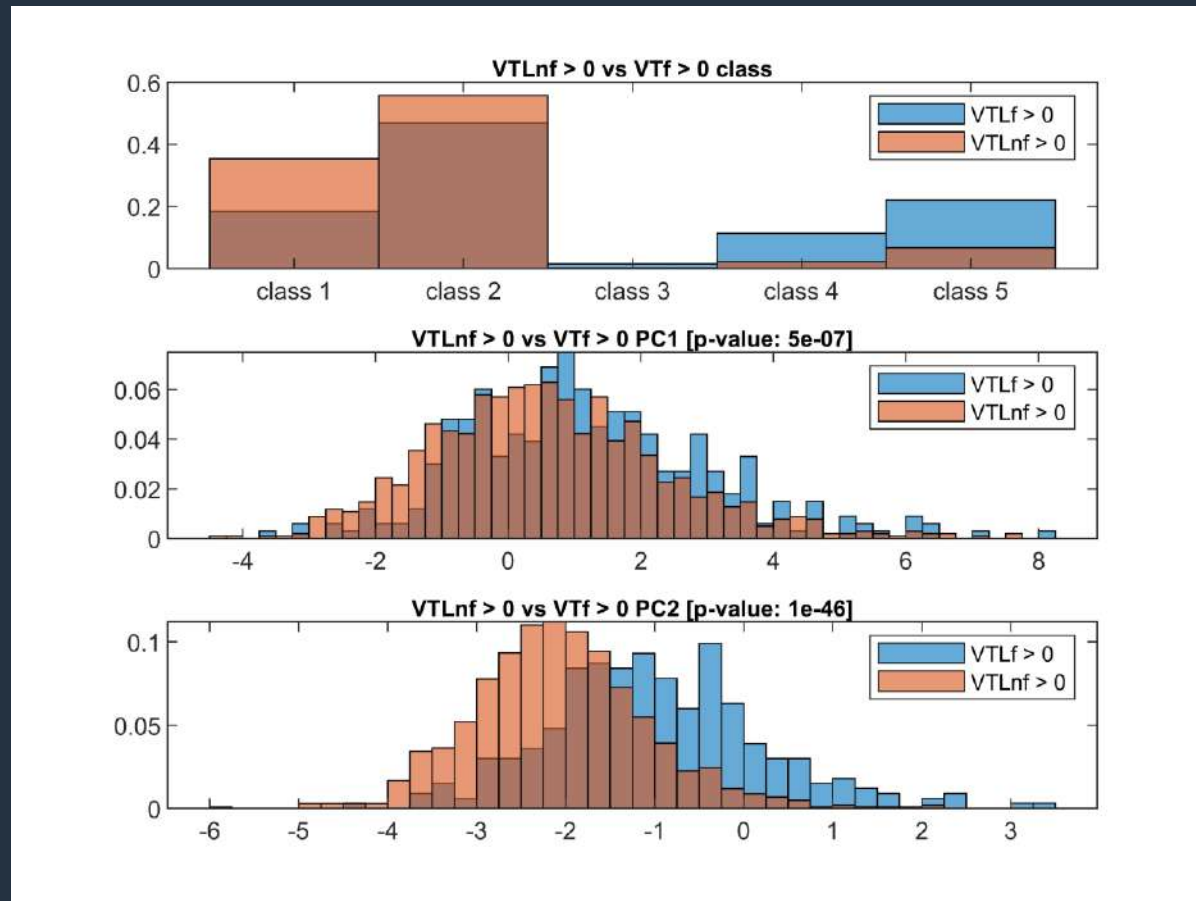 VTLnf > 0 vs VTf > 0 class
0.6
0.4
0.2
0
VTLf > 0
VTLnf > 0
class 1 class 2 class 3 class 4 class 5
VTLnf > 0 vs VTf > 0 PC1 [p-value: 5e-07]
0.06
0.04
0.02
0
VTLf > 0
VTLnf > 0
-4 -2 0 2 4 6 8
VTLnf > 0 vs VTf > 0 PC2 [p-value: 1e-46]
0.1
0.05
0
VTLf > 0
VTLnf > 0
-6 -5 -4 -3 -2 -1 0 1 2 3